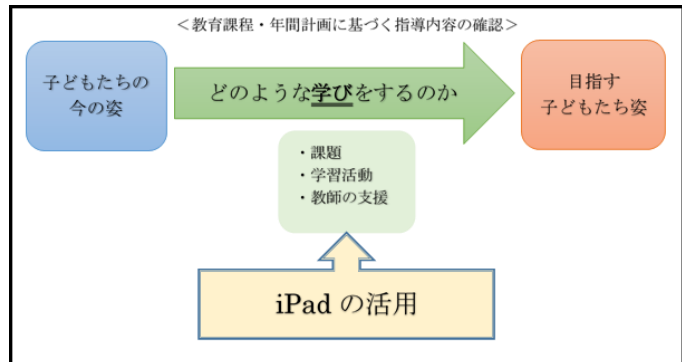 ＜教育課程・年間計画に基づく指導内容の確認＞
子どもたちの
今の姿
どのような学びをするのか
目指す
子どもたち姿
・課題
・学習活動
・教師の支援
iPad の活用